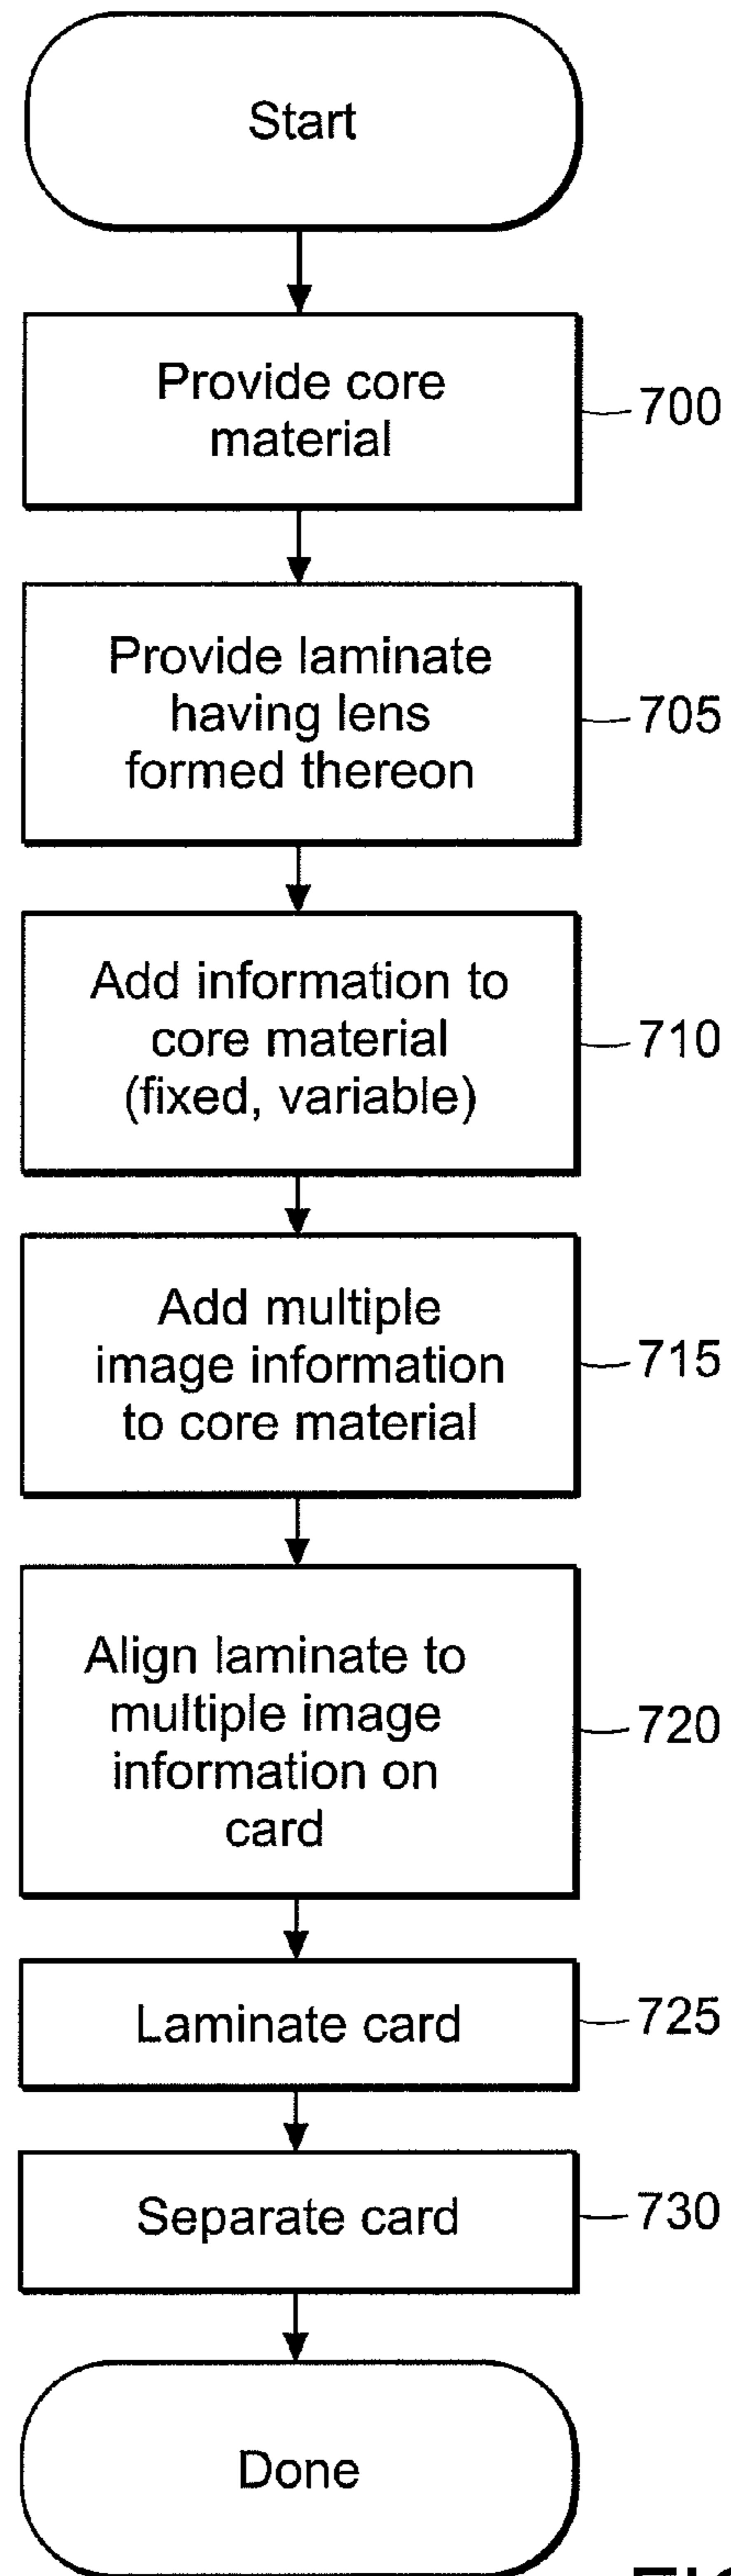 Start
Provide core
material
700
Provide laminate
having lens
formed thereon
705
Add information to
core material
(fixed, variable)
710
Add multiple
image information
to core material
715
Align laminate to
multiple image
information on
card
720
Laminate card
725
Separate card
730
Done